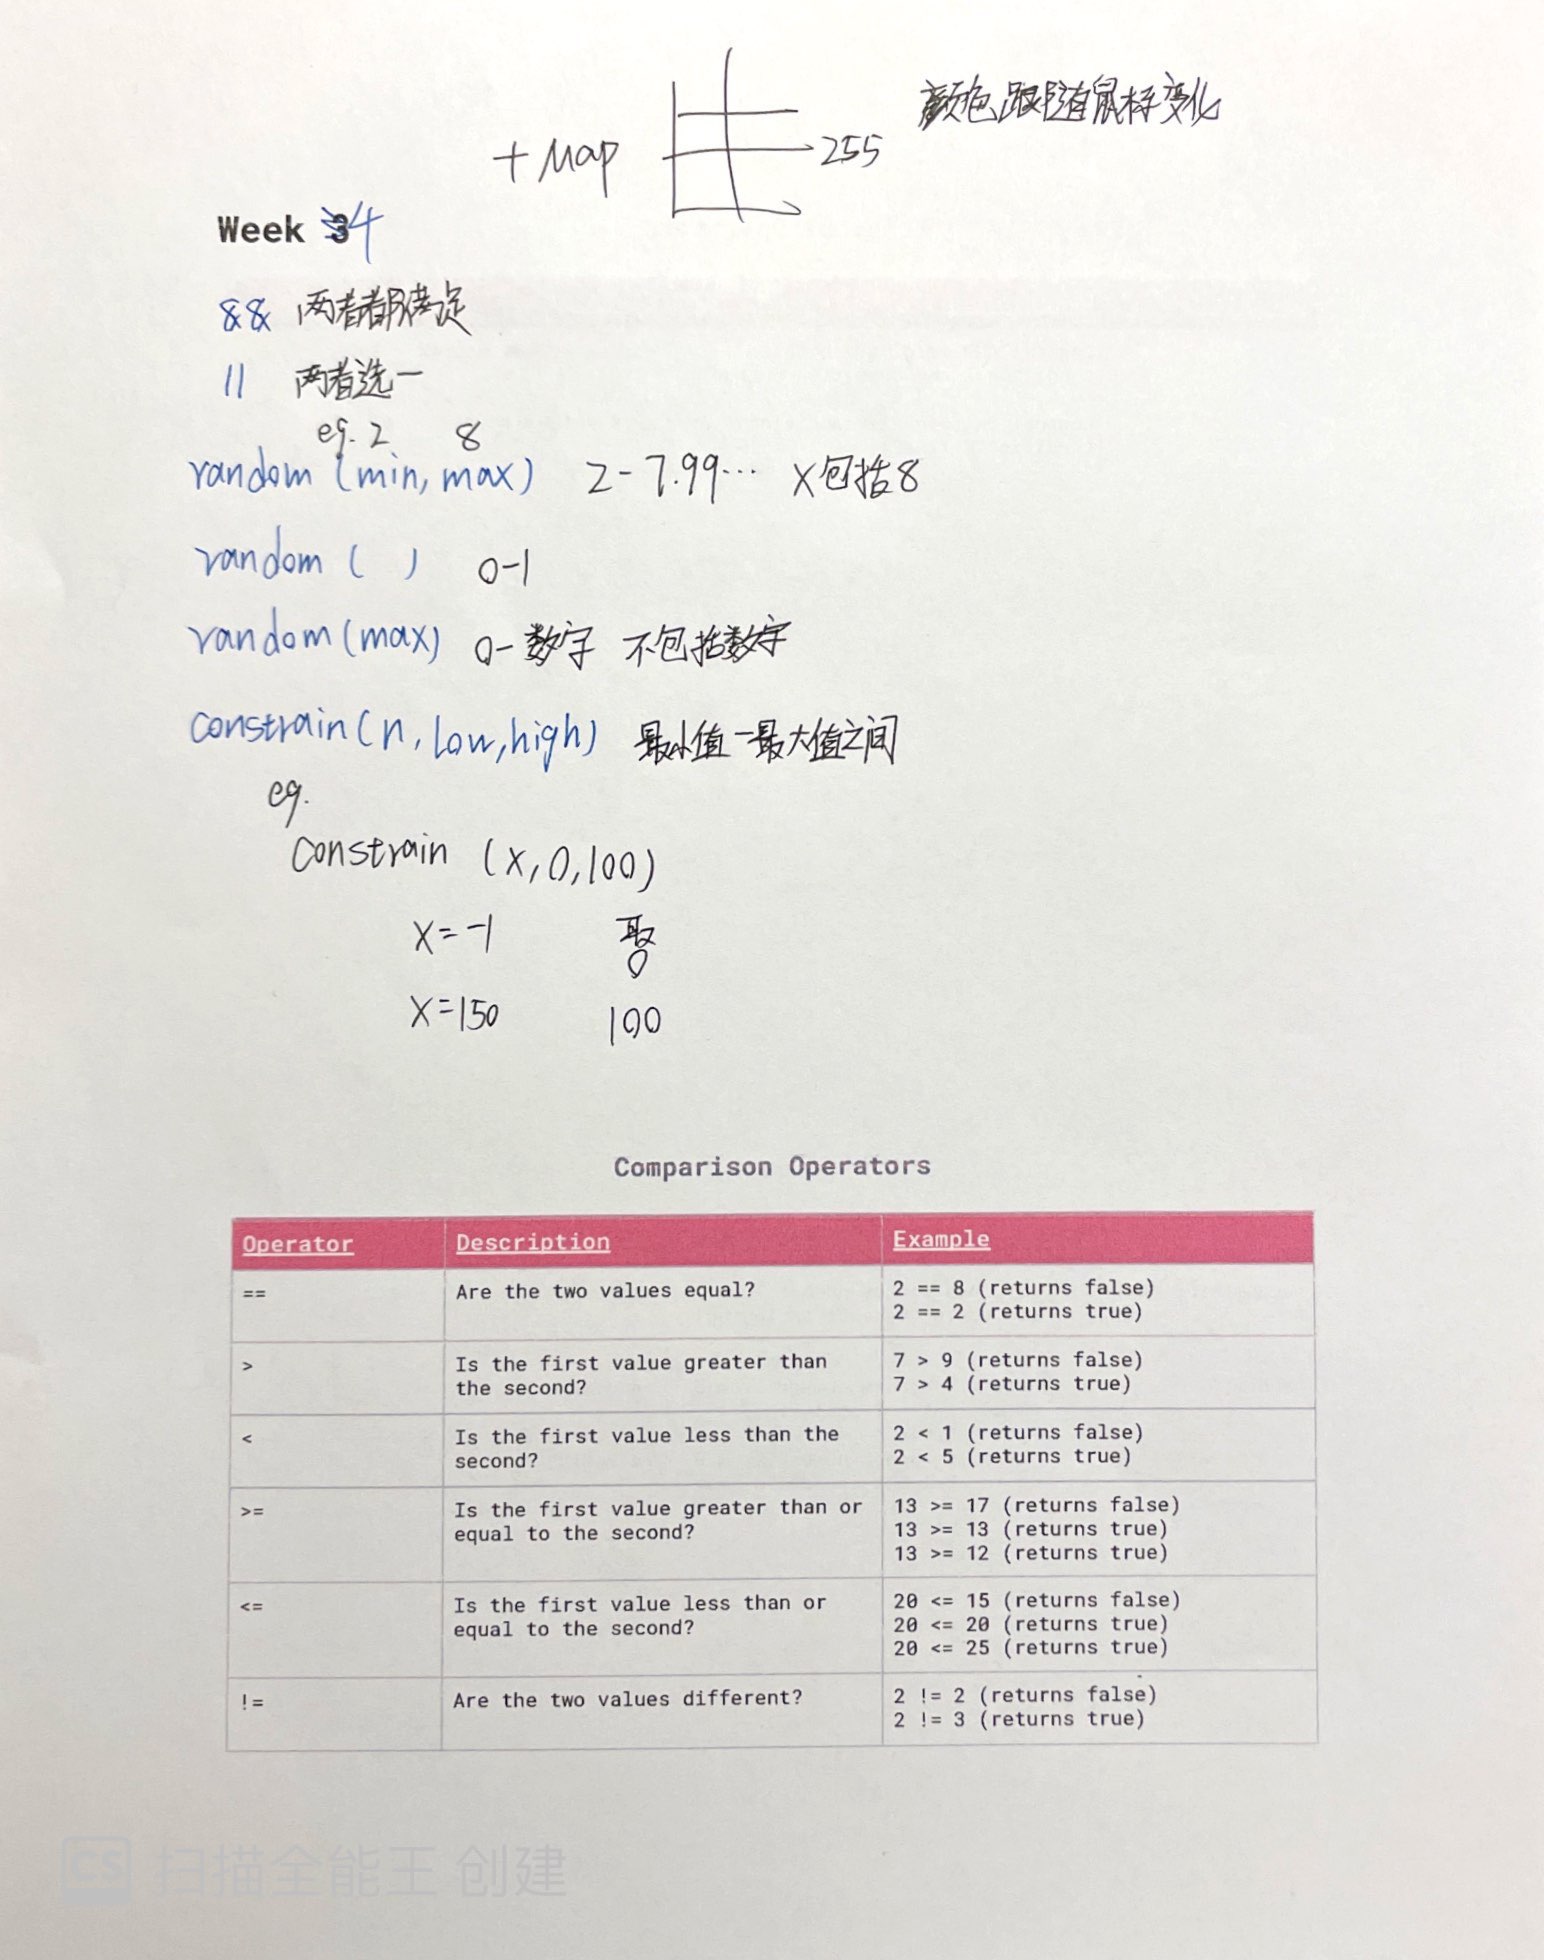 颜色跟随鼠标变化
+ Map 255
Week 4
&& 两者都满足
|| 两者选一
eg. 2 8
random (min, max) 2-7.99··· X包括8
random ( ) 0-1
random (max) 0-数字 不包括数字
constrain (n, low, high) 最小值-最大值之间
eg.
constrain (x, 0, 100)
x=-1 取
0
x=150 100
Comparison Operators
Operator Description Example
== Are the two values equal? 2 == 8 (returns false)
2 == 2 (returns true)
> Is the first value greater than 7 > 9 (returns false)
the second? 7 > 4 (returns true)
< Is the first value less than the 2 < 1 (returns false)
second? 2 < 5 (returns true)
>= Is the first value greater than or 13 >= 17 (returns false)
equal to the second? 13 >= 13 (returns true)
13 >= 12 (returns true)
<= Is the first value less than or 20 <= 15 (returns false)
equal to the second? 20 <= 20 (returns true)
20 <= 25 (returns true)
!= Are the two values different? 2 != 2 (returns false)
2 != 3 (returns true)
CS 扫描全能王 创建